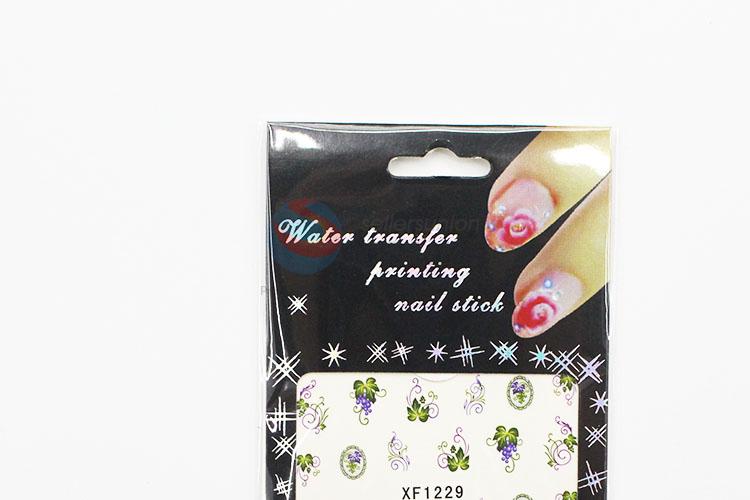 Water transfer
printing
nail stick
XF1229